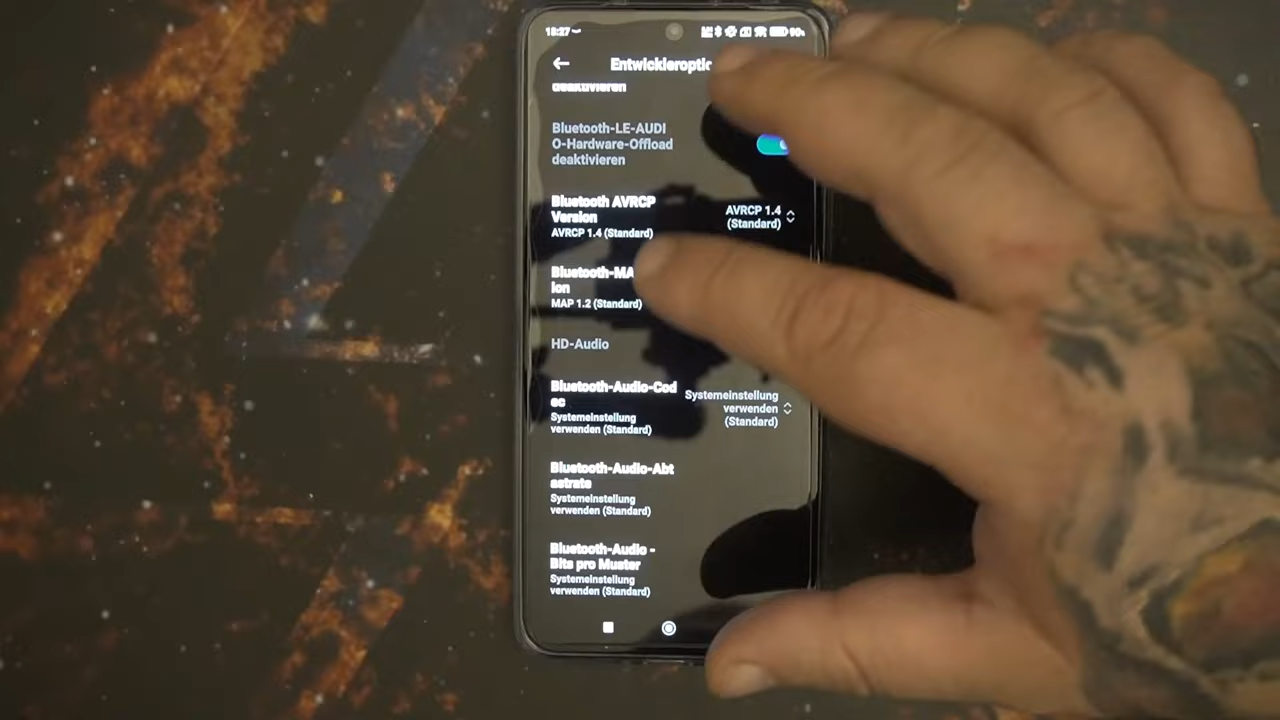 18:27
Entwickleroptio
deaktivieren
Bluetooth-LE-AUDI
O-Hardware-Offload
deaktivieren
Bluetooth AVRCP
Version
AVRCP 1.4 (Standard)
AVRCP 1.4
(Standard)
Bluetooth-MA
ion
MAP 1.2 (Standard)
HD-Audio
Bluetooth-Audio-Cod
ec
Systemeinstellung
verwenden (Standard)
Systemeinstellung
verwenden
(Standard)
Bluetooth-Audio-Abt
astrate
Systemeinstellung
verwenden (Standard)
Bluetooth-Audio -
Bits pro Muster
Systemeinstellung
verwenden (Standard)